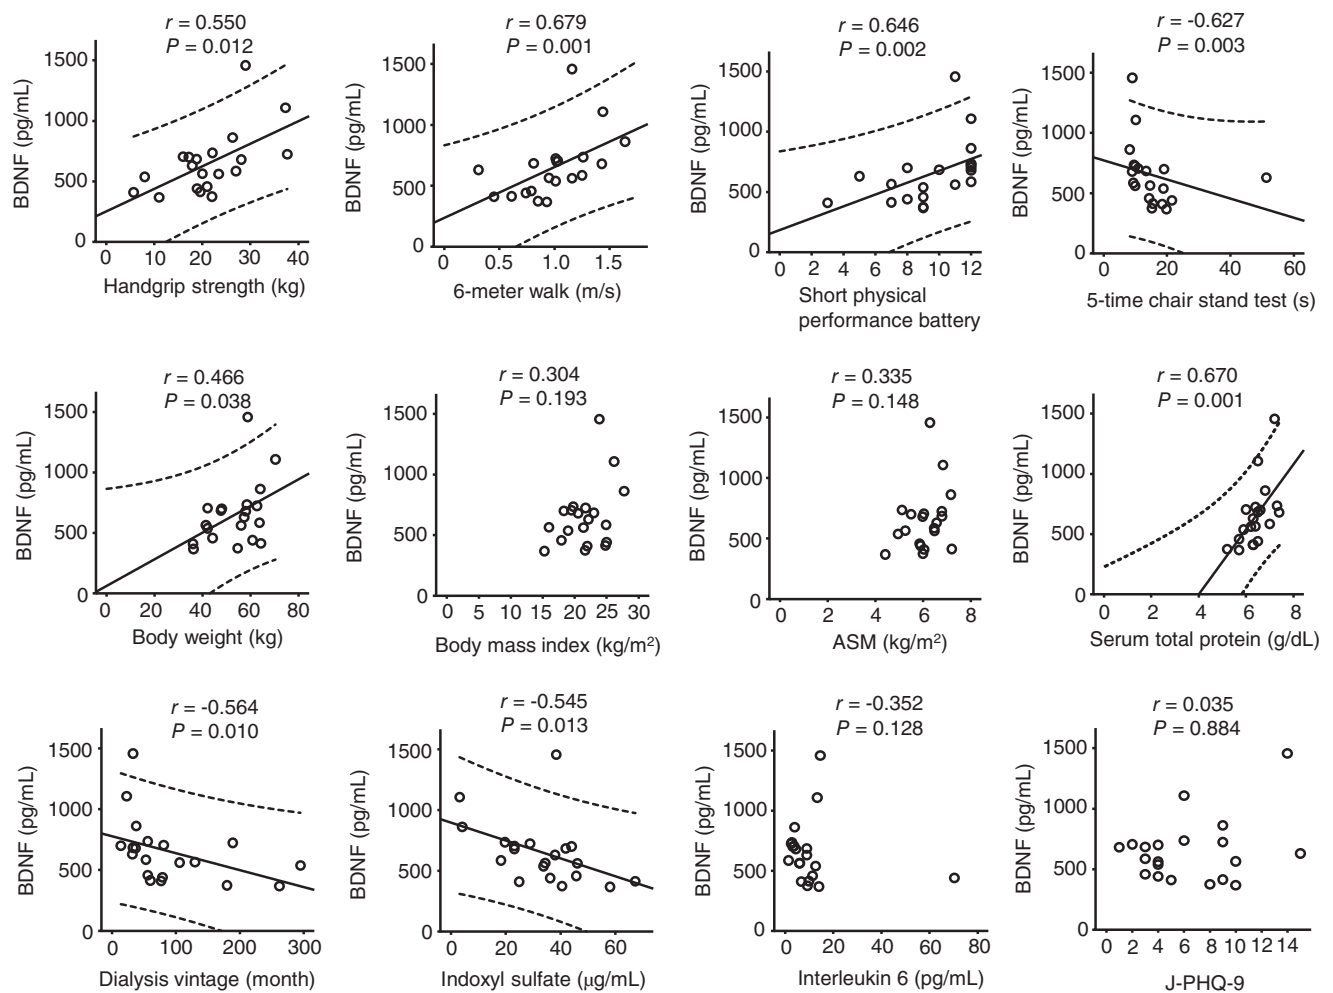 r = 0.550
P = 0.012
BDNF (pg/mL)
1500
1000
500
0
0 10 20 30 40
Handgrip strength (kg)
r = 0.679
P = 0.001
BDNF (pg/mL)
1500
1000
500
0
0 0.5 1.0 1.5
6-meter walk (m/s)
r = 0.646
P = 0.002
BDNF (pg/mL)
1500
1000
500
0
0 2 4 6 8 10 12
Short physical
performance battery
r = -0.627
P = 0.003
BDNF (pg/mL)
1500
1000
500
0
0 20 40 60
5-time chair stand test (s)
r = 0.466
P = 0.038
BDNF (pg/mL)
1500
1000
500
0
0 20 40 60 80
Body weight (kg)
r = 0.304
P = 0.193
BDNF (pg/mL)
1500
1000
500
0
0 5 10 15 20 25 30
Body mass index (kg/m²)
r = 0.335
P = 0.148
BDNF (pg/mL)
1500
1000
500
0
0 2 4 6 8
ASM (kg/m²)
r = 0.670
P = 0.001
BDNF (pg/mL)
1500
1000
500
0
0 2 4 6 8
Serum total protein (g/dL)
r = -0.564
P = 0.010
BDNF (pg/mL)
1500
1000
500
0
0 100 200 300
Dialysis vintage (month)
r = -0.545
P = 0.013
BDNF (pg/mL)
1500
1000
500
0
0 20 40 60
Indoxyl sulfate (μg/mL)
r = -0.352
P = 0.128
BDNF (pg/mL)
1500
1000
500
0
0 20 40 60 80
Interleukin 6 (pg/mL)
r = 0.035
P = 0.884
BDNF (pg/mL)
1500
1000
500
0
0 2 4 6 8 10 12 14
J-PHQ-9